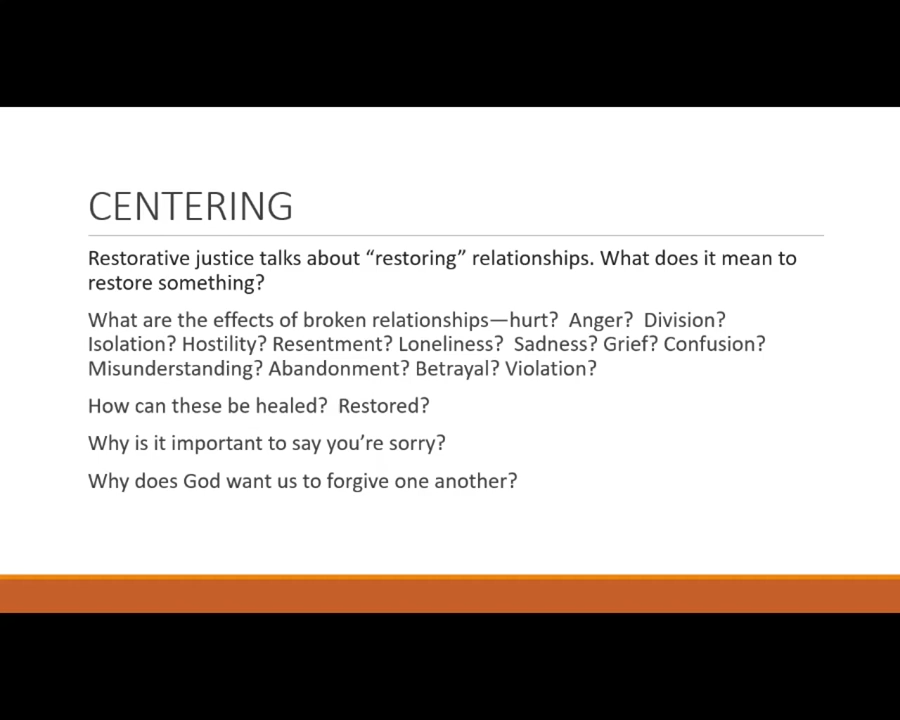 CENTERING
Restorative justice talks about “restoring” relationships. What does it mean to
restore something?
What are the effects of broken relationships—hurt?  Anger?  Division?
Isolation? Hostility? Resentment? Loneliness?  Sadness? Grief? Confusion?
Misunderstanding? Abandonment? Betrayal? Violation?
How can these be healed?  Restored?
Why is it important to say you’re sorry?
Why does God want us to forgive one another?